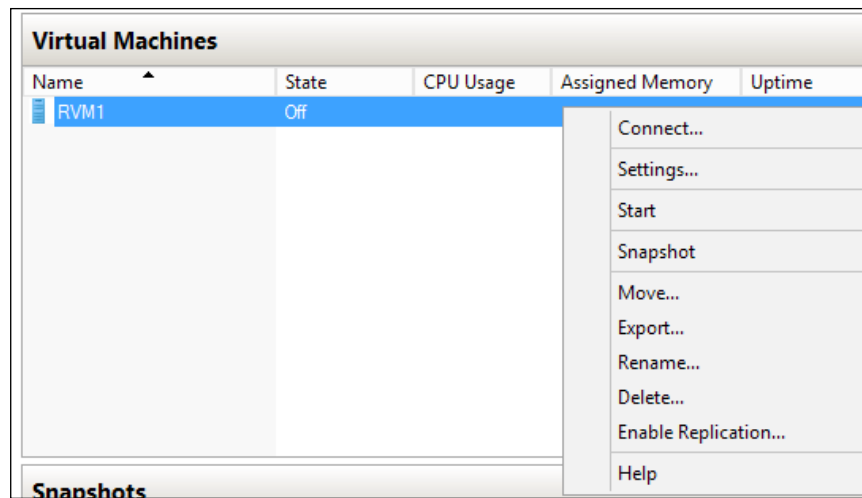 Virtual Machines
Name State CPU Usage Assigned Memory Uptime
RVM1 Off
Connect...
Settings...
Start
Snapshot
Move...
Export...
Rename...
Delete...
Enable Replication...
Help
Snapshots